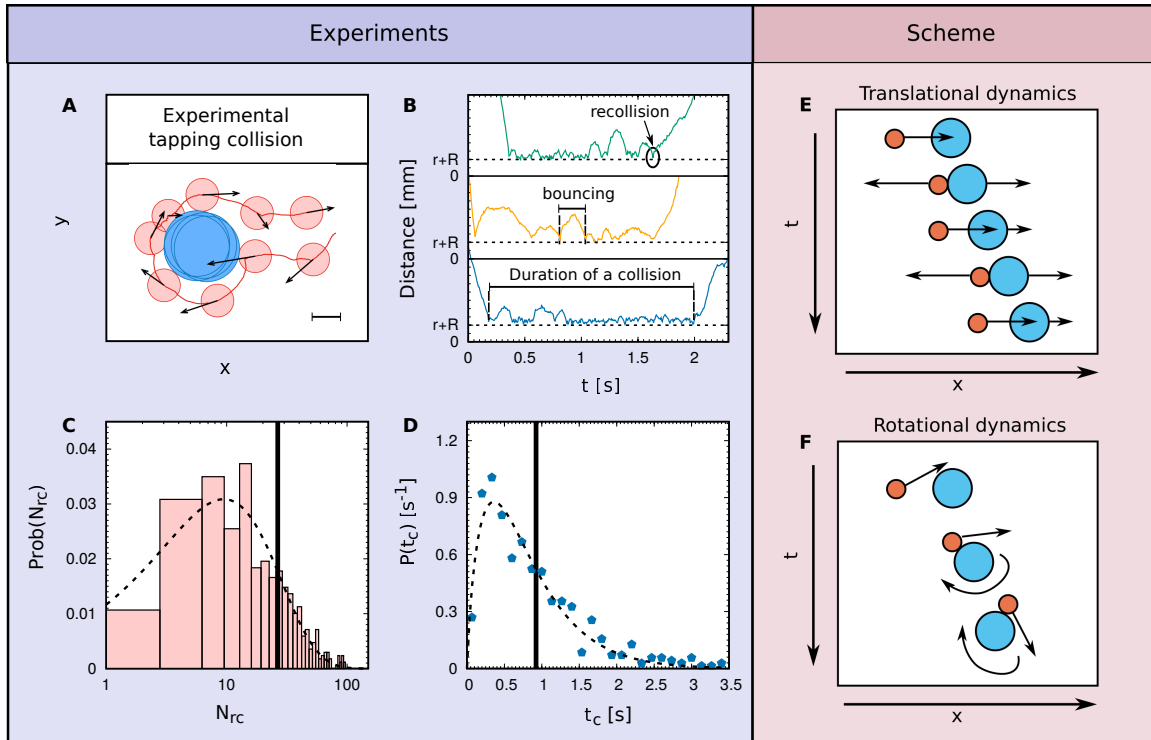 Experiments
Scheme
A
Experimental
tapping collision
y
x
B
recollision
bouncing
Duration of a collision
Distance [mm]
r+R
0
r+R
0
r+R
0
0 0.5 1 1.5 2
t [s]
C
Prob(N_rc)
0.04
0.03
0.02
0.01
0
1 10 100
N_rc
D
P(t_c) [s⁻¹]
1.2
0.9
0.6
0.3
0
0 0.5 1 1.5 2 2.5 3 3.5
t_c [s]
E
Translational dynamics
t
x
F
Rotational dynamics
t
x